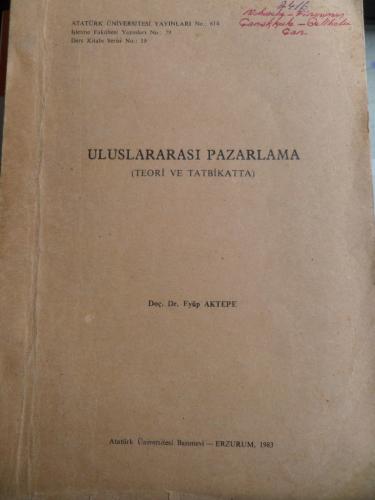 ATATÜRK ÜNİVERSİTESİ YAYINLARI No.: 614
İşletme Fakültesi Yayınları No.: 79
Ders Kitabı Serisi No.: 19
ULUSLARARASI PAZARLAMA
(TEORİ VE TATBİKATTA)
Doç. Dr. Eyüp AKTEPE
Atatürk Üniversitesi Basımevi — ERZURUM, 1983